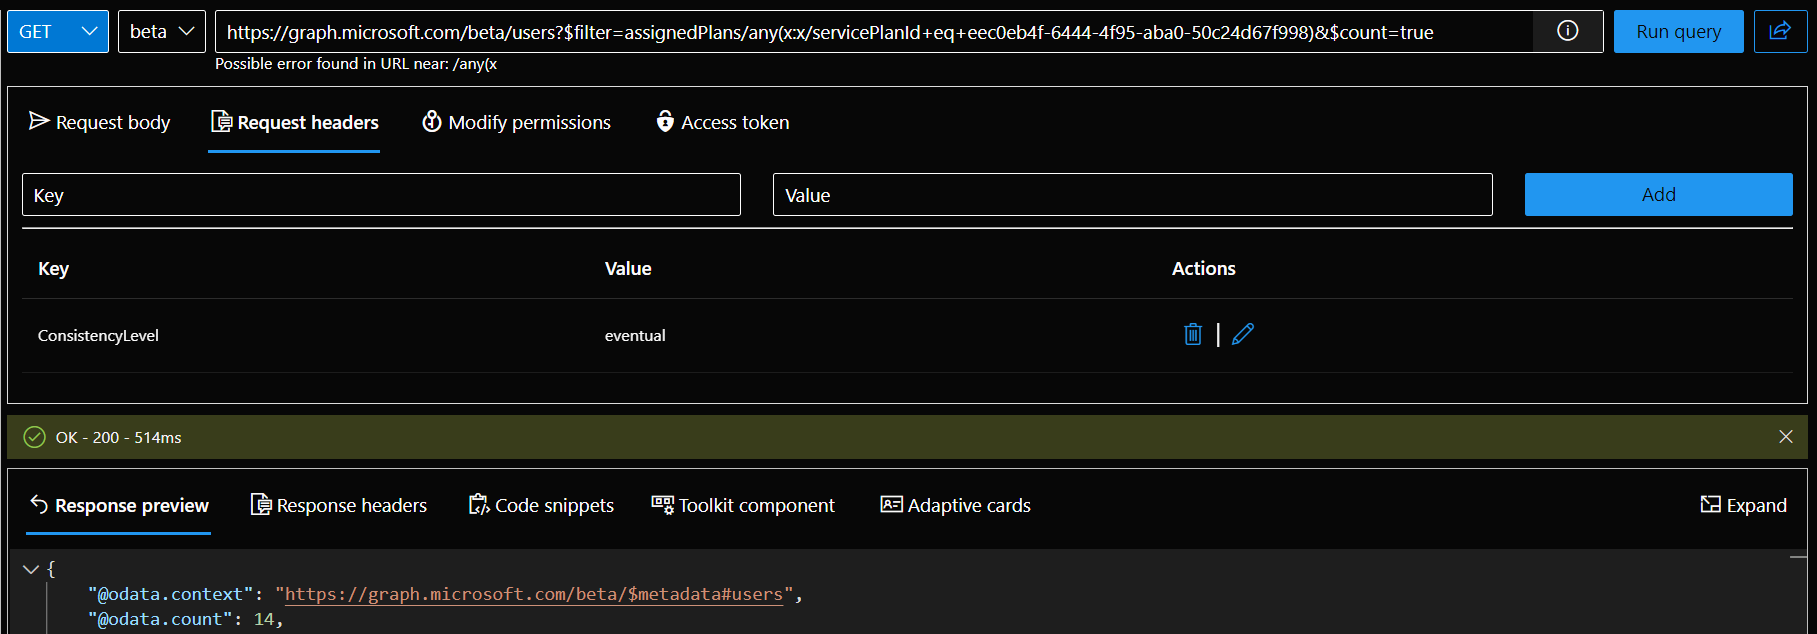 GET beta https://graph.microsoft.com/beta/users?$filter=assignedPlans/any(x:x/servicePlanId+eq+eec0eb4f-6444-4f95-aba0-50c24d67f998)&$count=true Run query
Possible error found in URL near: /any(x
Request body Request headers Modify permissions Access token
Key Value Add
Key Value Actions
ConsistencyLevel eventual
OK - 200 - 514ms
Response preview Response headers Code snippets Toolkit component Adaptive cards Expand
{
"@odata.context": "https://graph.microsoft.com/beta/$metadata#users",
"@odata.count": 14,